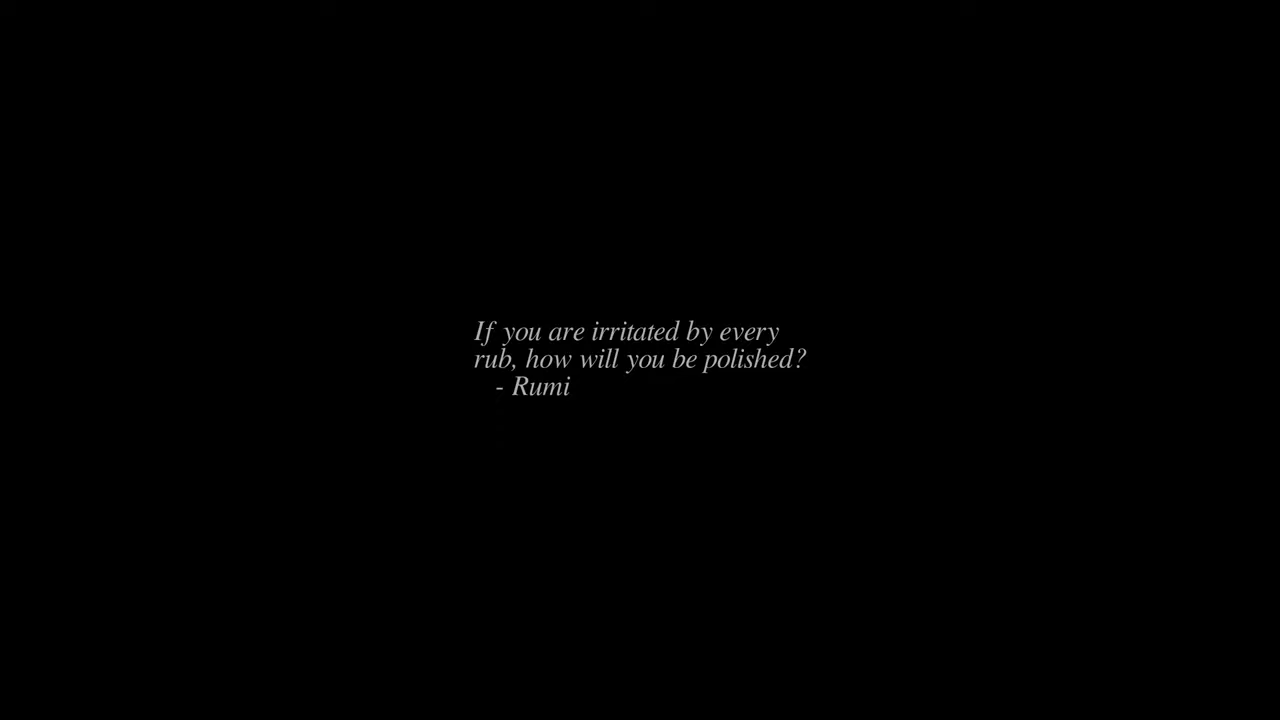 If you are irritated by every
rub, how will you be polished?
- Rumi